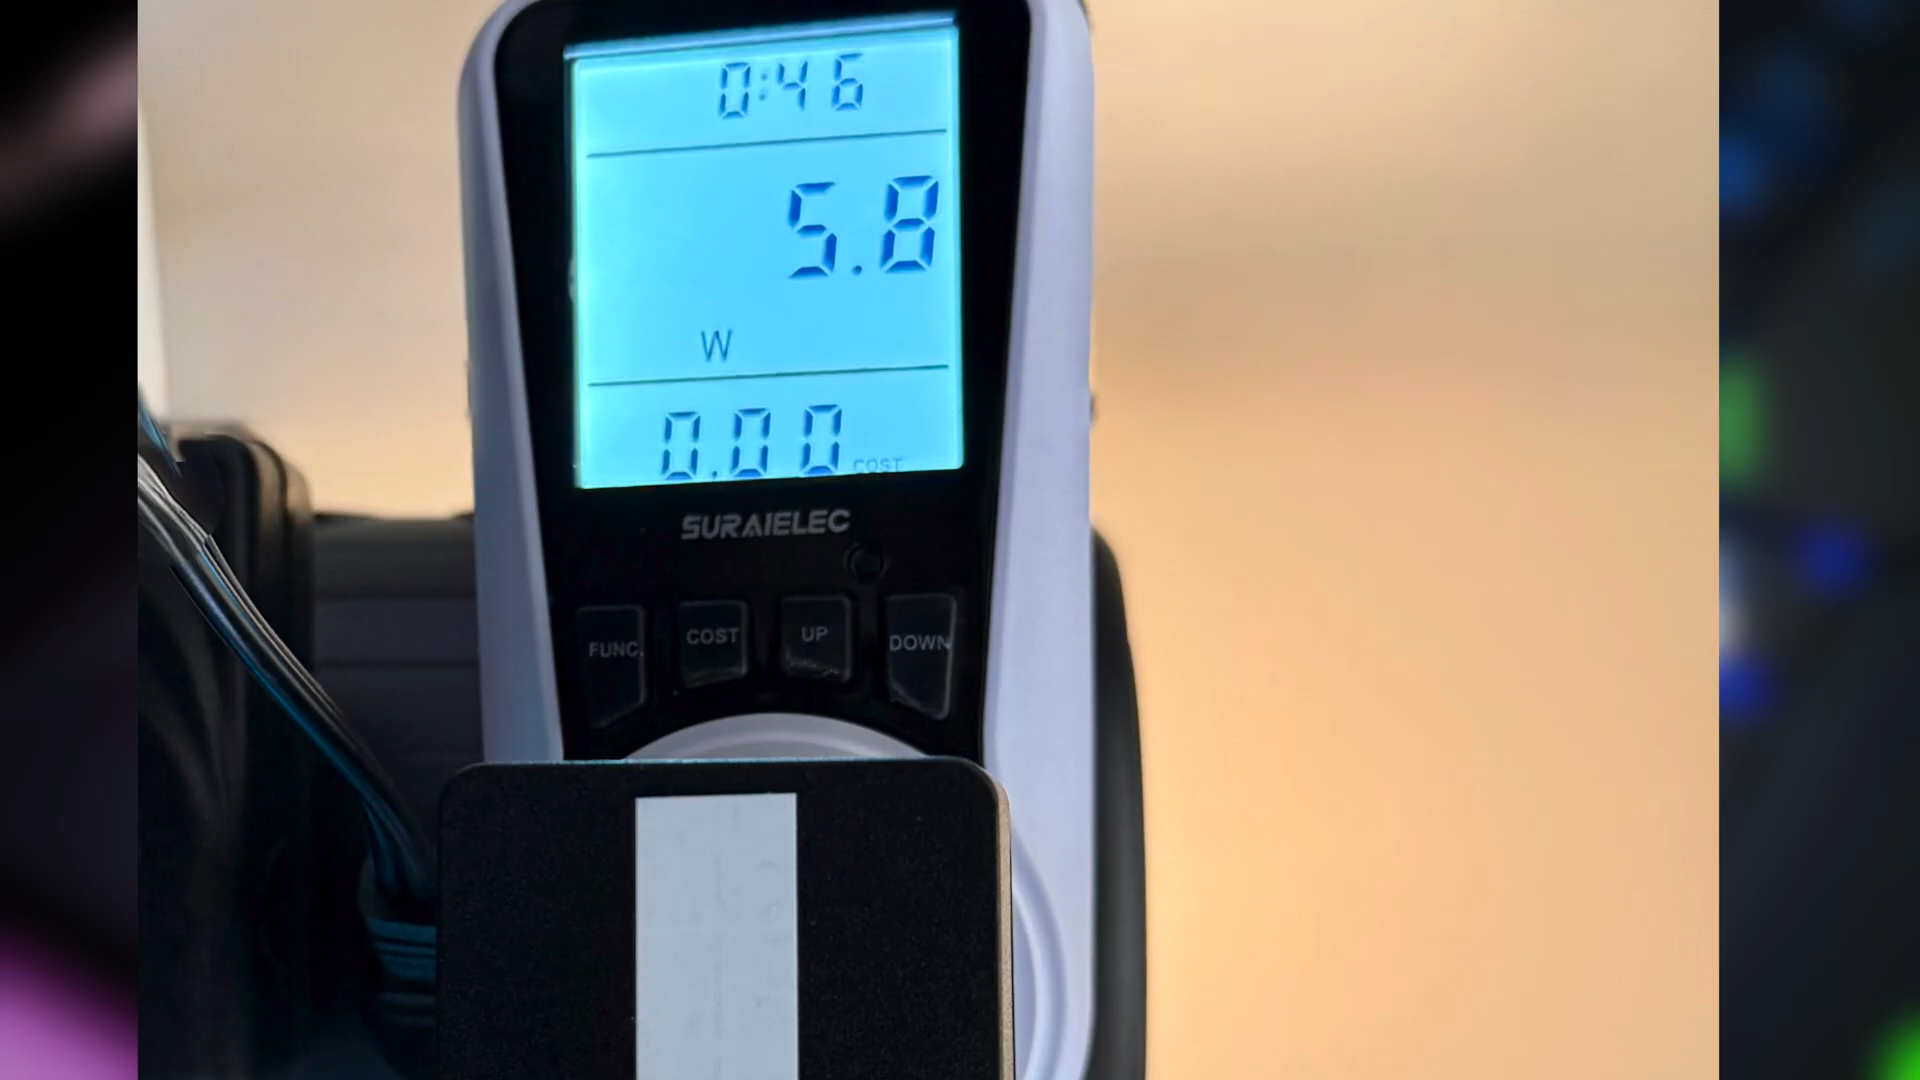 0:46
5.8
W
0.00 COST
SURAIELEC
FUNC. COST UP DOWN